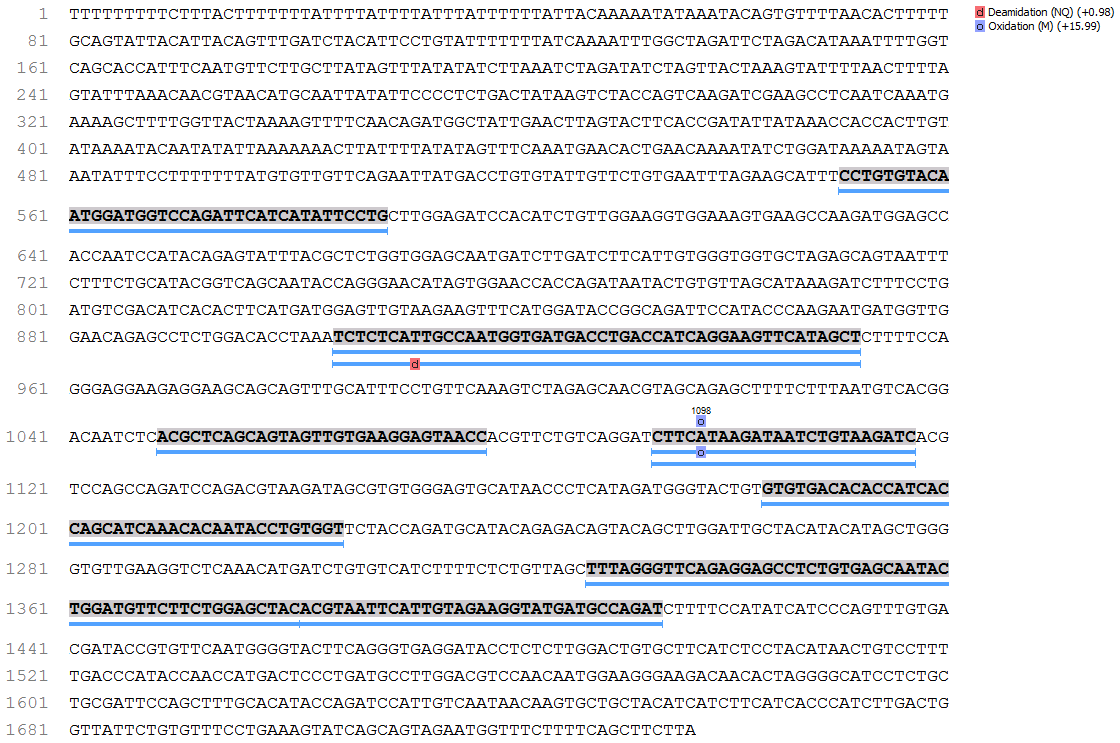 1 TTTTTTTTTTCTTTACTTTTTTTATTTTATTTTATTTATTTTTTTATTACAAAAATATAAATACAGTGTTTTAACACTTTTT
d Deamidation (NQ) (+0.98)
o Oxidation (M) (+15.99)
81 GCAGTATTACATTACAGTTTGATCTACATTCCTGTATTTTTTTATCAAAATTTGGCTAGATTCTAGACATAAATTTTGGT
161 CAGCACCATTTCAATGTTCTTGCTTATAGTTTATATATCTTAAATCTAGATATCTAGTTACTAAAGTATTTTAACTTTTA
241 GTATTTAAACAACGTAACATGCAATTATATTCCCCTCTGACTATAAGTCTACCAGTCAAGATCGAAGCCTCAATCAAATG
321 AAAAGCTTTTGGTTACTAAAAGTTTTCAACAGATGGCTATTGAACTTAGTACTTCACCGATATTATAAACCACCACTTGT
401 ATAAAATACAATATATTAAAAAAACTTATTTTATATAGTTTCAAATGAACACTGAACAAAATATCTGGATAAAAATAGTA
481 AATATTTCCTTTTTTTATGTGTTGTTCAGAATTATGACCTGTGTATTGTTCTGTGAATTTAGAAGCATTTCCTGTGTACA
561 ATGGATGGTCCAGATTCATCATATTCCTGCTTGGAGATCCACATCTGTTGGAAGGTGGAAAGTGAAGCCAAGATGGAGCC
641 ACCAATCCATACAGAGTATTTACGCTCTGGTGGAGCAATGATCTTGATCTTCATTGTGGGTGGTGCTAGAGCAGTAATTT
721 CTTTCTGCATACGGTCAGCAATACCAGGGAACATAGTGGAACCACCAGATAATACTGTGTTAGCATAAAGATCTTTCCTG
801 ATGTCGACATCACACTTCATGATGGAGTTGTAAGAAGTTTCATGGATACCGGCAGATTCCATACCCAAGAATGATGGTTG
881 GAACAGAGCCTCTGGACACCTAAATCTCTCATTGCCAATGGTGATGACCTGACCATCAGGAAGTTCATAGCTCTTTTCCA
d
961 GGGAGGAAGAGGAAGCAGCAGTTTGCATTTCCTGTTCAAAGTCTAGAGCAACGTAGCAGAGCTTTTCTTTAATGTCACGG
1098
o
1041 ACAATCTCACGCTCAGCAGTAGTTGTGAAGGAGTAACCACGTTCTGTCAGGATCTTCATAAGATAATCTGTAAGATCACG
o
1121 TCCAGCCAGATCCAGACGTAAGATAGCGTGTGGGAGTGCATAACCCTCATAGATGGGTACTGTGTGTGACACACCATCAC
1201 CAGCATCAAACACAATACCTGTGGTTCTACCAGATGCATACAGAGACAGTACAGCTTGGATTGCTACATACATAGCTGGG
1281 GTGTTGAAGGTCTCAAACATGATCTGTGTCATCTTTTCTCTGTTAGCTTTAGGGTTCAGAGGAGCCTCTGTGAGCAATAC
1361 TGGATGTTCTTCTGGAGCTACACGTAATTCATTGTAGAAGGTATGATGCCAGATCTTTTCCATATCATCCCAGTTTGTGA
1441 CGATACCGTGTTCAATGGGGTACTTCAGGGTGAGGATACCTCTCTTGGACTGTGCTTCATCTCCTACATAACTGTCCTTT
1521 TGACCCATACCAACCATGACTCCCTGATGCCTTGGACGTCCAACAATGGAAGGGAAGACAACACTAGGGGCATCCTCTGC
1601 TGCGATTCCAGCTTTGCACATACCAGATCCATTGTCAATAACAAGTGCTGCTACATCATCTTCATCACCCATCTTGACTG
1681 GTTATTCTGTGTTTCCTGAAAGTATCAGCAGTAGAATGGTTTCTTTTCAGCTTCTTA